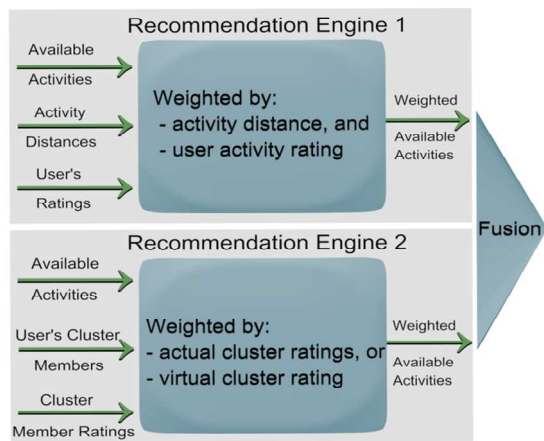 Recommendation Engine 1
Available
Activities
Activity
Distances
User's
Ratings
Weighted by:
- activity distance, and
- user activity rating
Weighted
Available
Activities
Recommendation Engine 2
Available
Activities
User's Cluster
Members
Cluster
Member Ratings
Weighted by:
- actual cluster ratings, or
- virtual cluster rating
Weighted
Available
Activities
Fusion